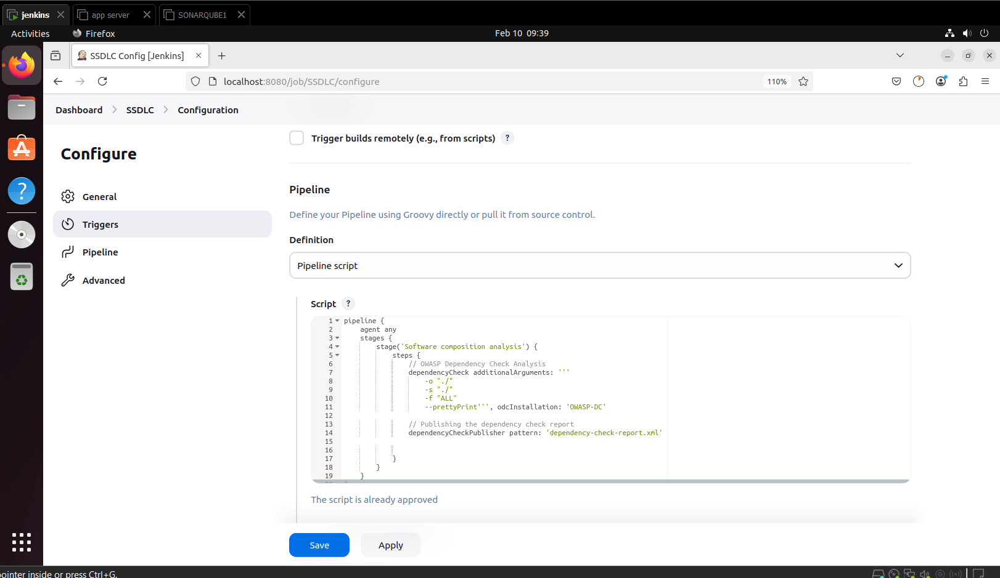 jenkins
app server
SONARQUBE1
Activities
Firefox
Feb 10 09:39
SSDLC Config [Jenkins]
localhost:8080/job/SSDLC/configure
110%
Dashboard
SSDLC
Configuration
Configure
General
Triggers
Pipeline
Advanced
Trigger builds remotely (e.g., from scripts) ?
Pipeline
Define your Pipeline using Groovy directly or pull it from source control.
Definition
Pipeline script
Script ?
1 pipeline {
2 agent any
3 stages {
4 stage('Software composition analysis') {
5 steps {
6 // OWASP Dependency Check Analysis
7 dependencyCheck additionalArguments: '''
8 -o "./"
9 -s "./"
10 -f "ALL"
11 --prettyPrint''', odcInstallation: 'OWASP-DC'
12
13 // Publishing the dependency check report
14 dependencyCheckPublisher pattern: 'dependency-check-report.xml'
15
16
17 }
18 }
19 }
The script is already approved
Save
Apply
ointer inside or press Ctrl+G.